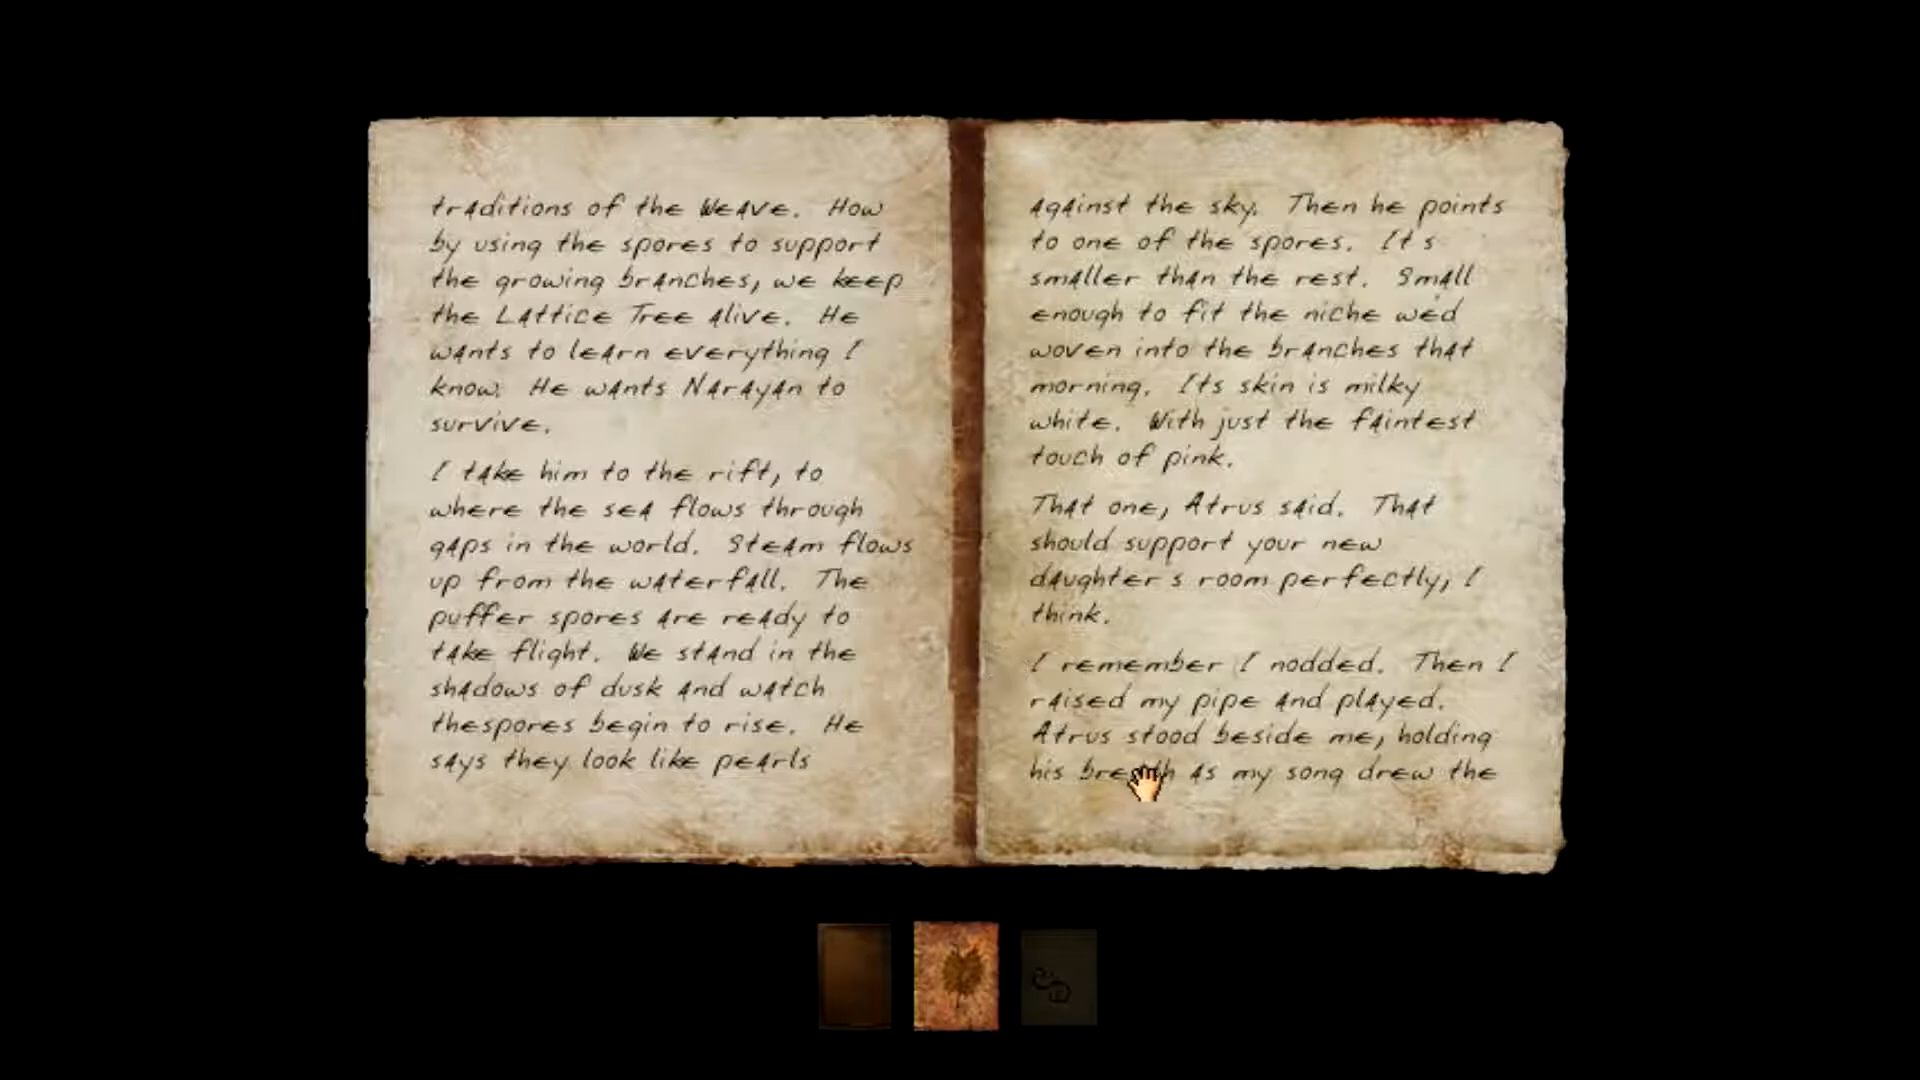 traditions of the Weave. How
by using the spores to support
the growing branches, we keep
the Lattice Tree alive. He
wants to learn everything I
know. He wants Narayan to
survive.
I take him to the rift, to
where the sea flows through
gaps in the world. Steam flows
up from the waterfall. The
puffer spores are ready to
take flight. We stand in the
shadows of dusk and watch
thespores begin to rise. He
says they look like pearls
against the sky. Then he points
to one of the spores. It s
smaller than the rest. Small
enough to fit the niche we'd
woven into the branches that
morning. Its skin is milky
white. With just the faintest
touch of pink.
That one, Atrus said. That
should support your new
daughter s room perfectly, I
think.
I remember I nodded. Then I
raised my pipe and played.
Atrus stood beside me, holding
his breath as my song drew the